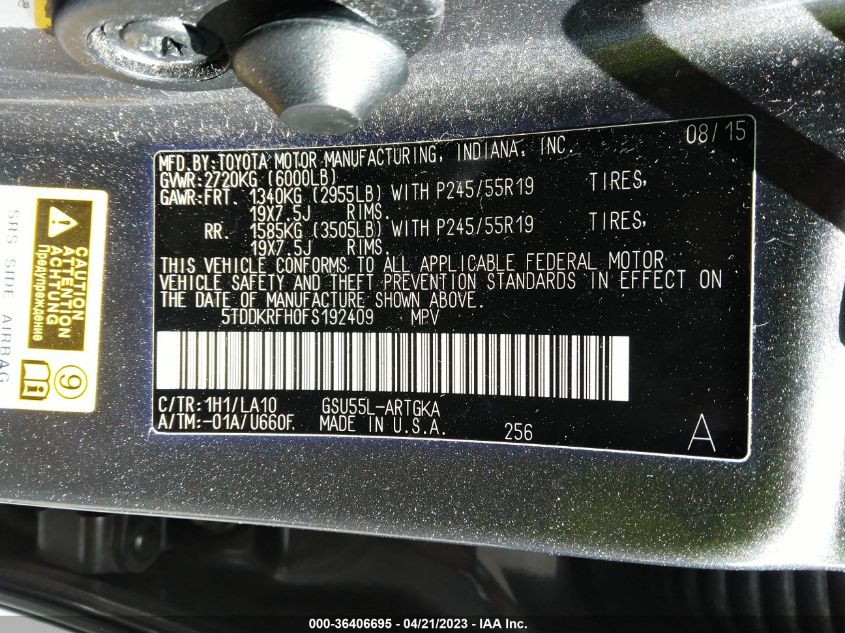 MFD.BY:TOYOTA MOTOR MANUFACTURING, INDIANA, INC. 08/15
GVWR:2720KG (6000LB)
GAWR:FRT. 1340KG (2955LB) WITH P245/55R19 TIRES,
19X7.5J RIMS.
RR. 1585KG (3505LB) WITH P245/55R19 TIRES,
19X7.5J RIMS.
THIS VEHICLE CONFORMS TO ALL APPLICABLE FEDERAL MOTOR
VEHICLE SAFETY AND THEFT PREVENTION STANDARDS IN EFFECT ON
THE DATE OF MANUFACTURE SHOWN ABOVE.
5TDDKRFH0FS192409 MPV
C/TR:1H1/LA10 GSU55L-ARTGKA
A/TM:-01A/U660F. MADE IN U.S.A. 256 A
CAUTION
ATTENTION
ACHTUNG
Предупреждение
9
SRS SIDE AIRBAG
000-36406695 - 04/21/2023 - IAA Inc.